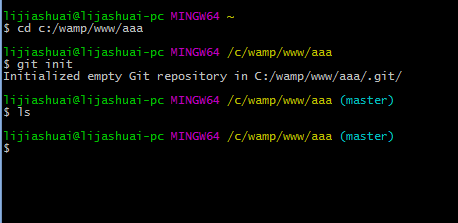 lijiashuai@lijashuai-pc MINGW64 ~
$ cd c:/wamp/www/aaa
lijiashuai@lijashuai-pc MINGW64 /c/wamp/www/aaa
$ git init
Initialized empty Git repository in C:/wamp/www/aaa/.git/
lijiashuai@lijashuai-pc MINGW64 /c/wamp/www/aaa (master)
$ ls
lijiashuai@lijashuai-pc MINGW64 /c/wamp/www/aaa (master)
$